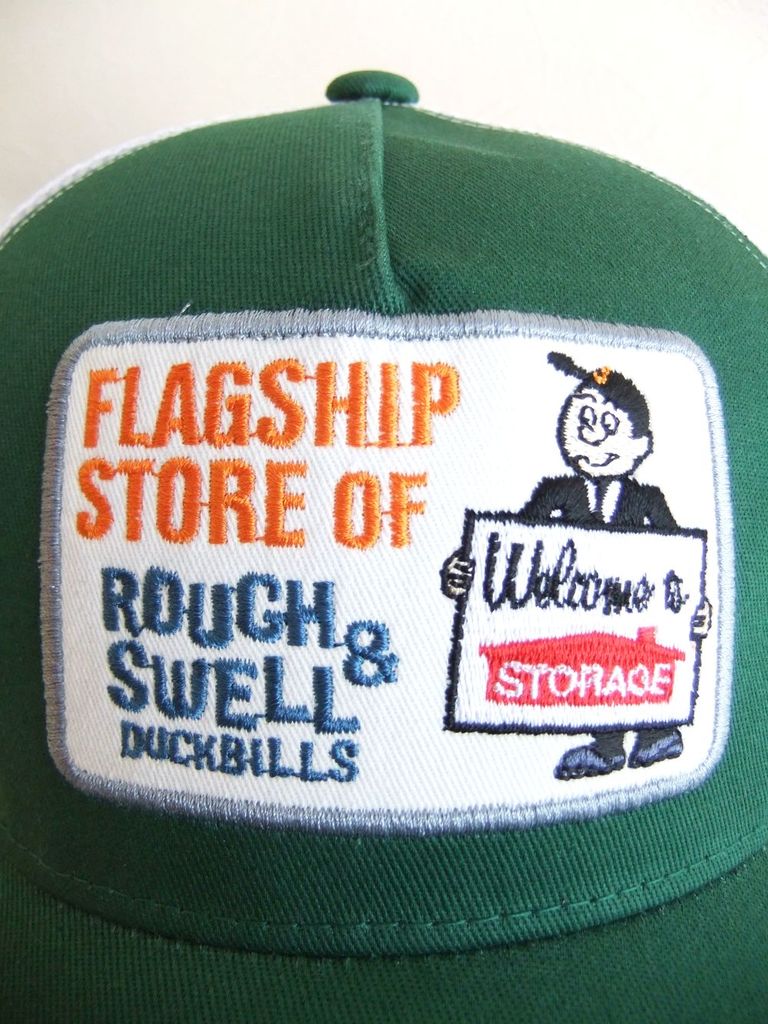 FLAGSHIP
STORE OF
ROUGH
& SWELL
DUCKBILLS
Welcome to
STORAGE